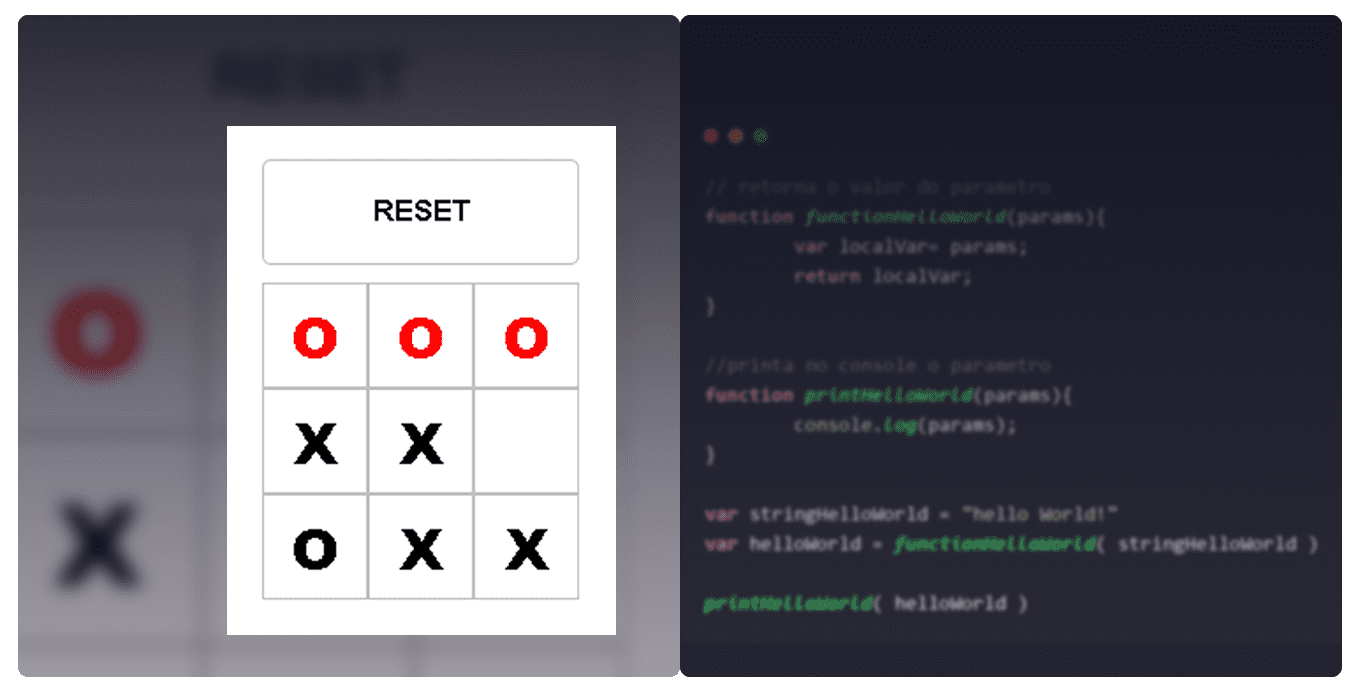 RESET
RESET
O O O
X X
O X X
O
X
// retorna o valor do parametro
function functionHelloWorld(params){
var localVar= params;
return localVar;
}
//printa no console o parametro
function printHelloWorld(params){
console.log(params);
}
var stringHelloWorld = "hello World!"
var helloWorld = functionHelloWorld( stringHelloWorld )
printHelloWorld( helloWorld )